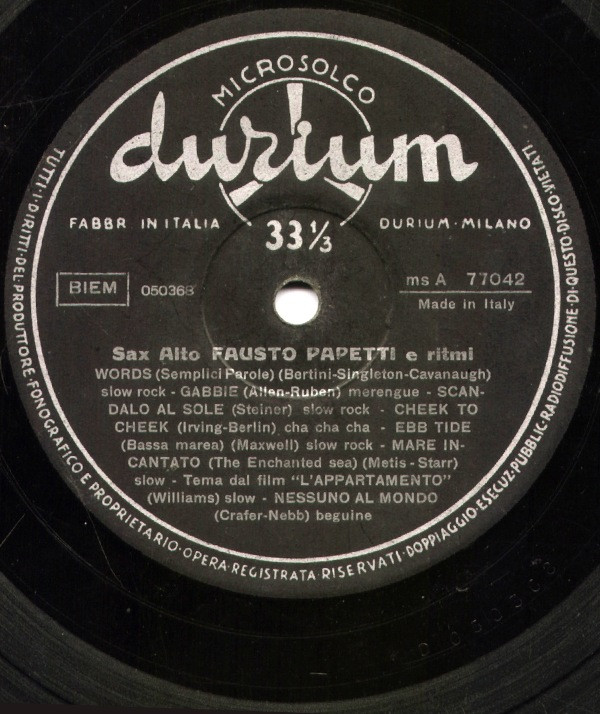 MICROSOLCO
durium
FABBR IN ITALIA
DURIUM·MILANO
33 1/3
BIEM
050368
ms A 77042
Made in Italy
Sax Alto FAUSTO PAPETTI e ritmi
WORDS (Semplici Parole) (Bertini-Singleton-Cavanaugh)
slow rock - GABBIE (Allen-Ruben) merengue - SCAN-
DALO AL SOLE (Steiner) slow rock - CHEEK TO
CHEEK (Irving-Berlin) cha cha cha - EBB TIDE
(Bassa marea) (Maxwell) slow rock - MARE IN-
CANTATO (The Enchanted sea) (Metis-Starr)
slow - Tema dal film "L'APPARTAMENTO"
(Williams) slow - NESSUNO AL MONDO
(Crafer-Nebb) beguine
TUTTI·I·DIRITTI·DEL·PRODUTTORE·FONOGRAFICO E PROPRIETARIO·OPERA·REGISTRATA RISERVATI·DOPPIAGGIO·ESECUZ·PUBBLIC·RADIODIFFUSIONE·DI·QUESTO·DISCO·VIETATI